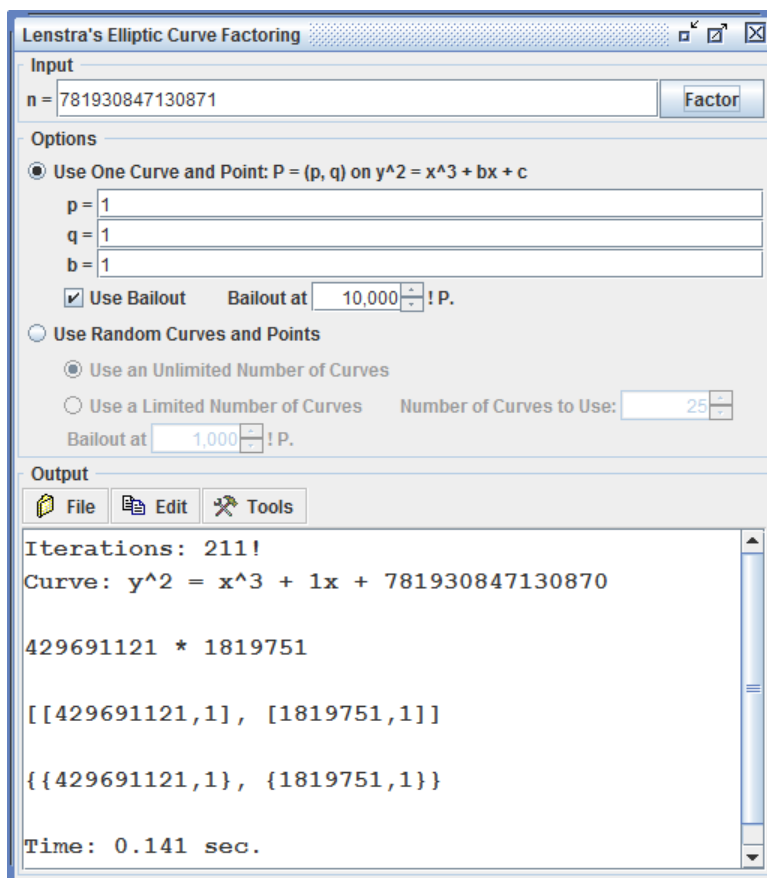 Lenstra's Elliptic Curve Factoring
Input
n = 781930847130871 Factor
Options
Use One Curve and Point: P = (p, q) on y^2 = x^3 + bx + c
p = 1
q = 1
b = 1
Use Bailout Bailout at 10,000 ! P.
Use Random Curves and Points
Use an Unlimited Number of Curves
Use a Limited Number of Curves Number of Curves to Use: 25
Bailout at 1,000 ! P.
Output
File Edit Tools
Iterations: 211!
Curve: y^2 = x^3 + 1x + 781930847130870
429691121 * 1819751
[[429691121,1], [1819751,1]]
{{429691121,1}, {1819751,1}}
Time: 0.141 sec.